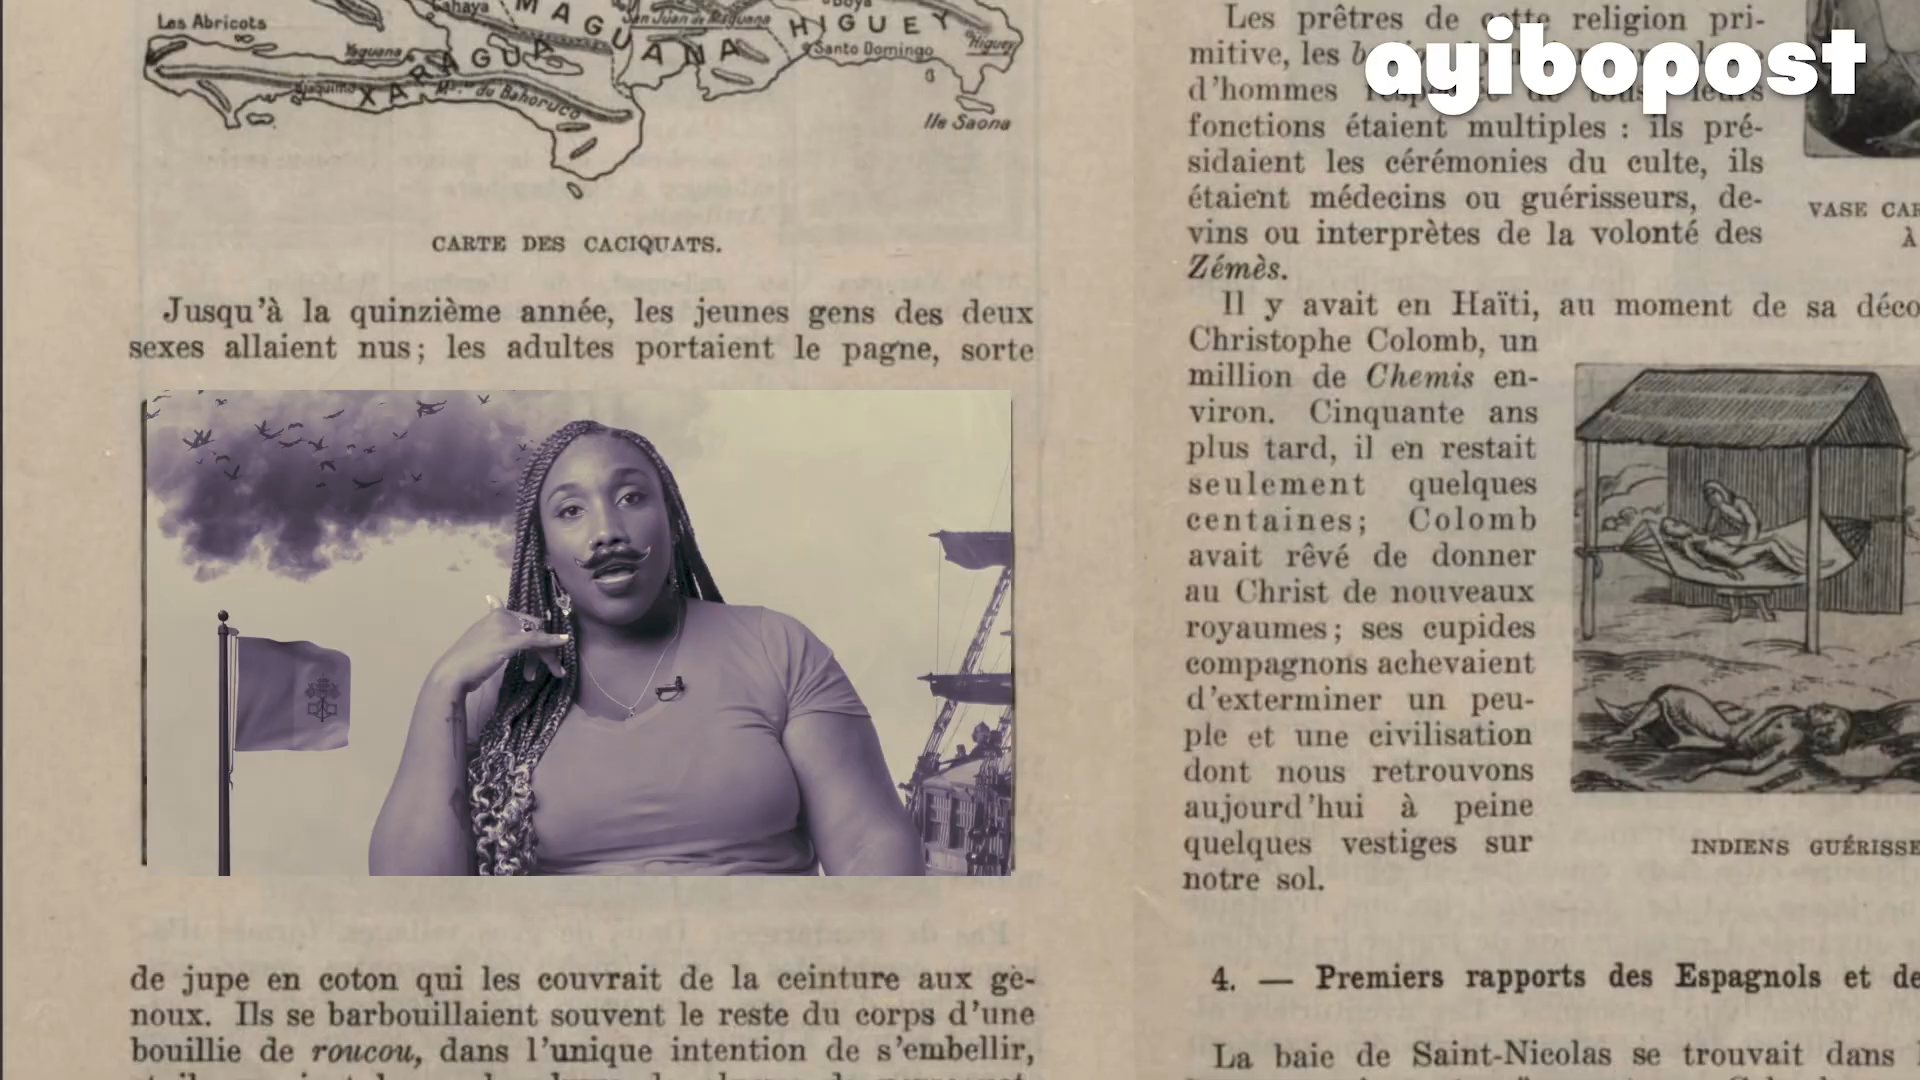 Les Abricots
Cahaya
MAGUANA
San Juan de Maguana
HIGUEY
Santo Domingo
Higuey
Yaguana
XARAGUA
Mts. du Bahoruco
Ile Saona
CARTE DES CACIQUATS.
Jusqu'à la quinzième année, les jeunes gens des deux
sexes allaient nus; les adultes portaient le pagne, sorte
de jupe en coton qui les couvrait de la ceinture aux ge-
noux. Ils se barbouillaient souvent le reste du corps d'une
bouillie de roucou, dans l'unique intention de s'embellir,
ayibopost
Les prêtres de cette religion pri-
mitive, les
d'hommes
fonctions étaient multiples : ils pré-
sidaient les cérémonies du culte, ils
étaient médecins ou guérisseurs, de-
vins ou interprètes de la volonté des
Zémès.
VASE CAR
À
Il y avait en Haïti, au moment de sa déco
Christophe Colomb, un
million de Chemis en-
viron. Cinquante ans
plus tard, il en restait
seulement quelques
centaines; Colomb
avait rêvé de donner
au Christ de nouveaux
royaumes; ses cupides
compagnons achevaient
d'exterminer un peu-
ple et une civilisation
dont nous retrouvons
aujourd'hui à peine
quelques vestiges sur
notre sol.
INDIENS GUÉRISSE
4. — Premiers rapports des Espagnols et de
La baie de Saint-Nicolas se trouvait dans